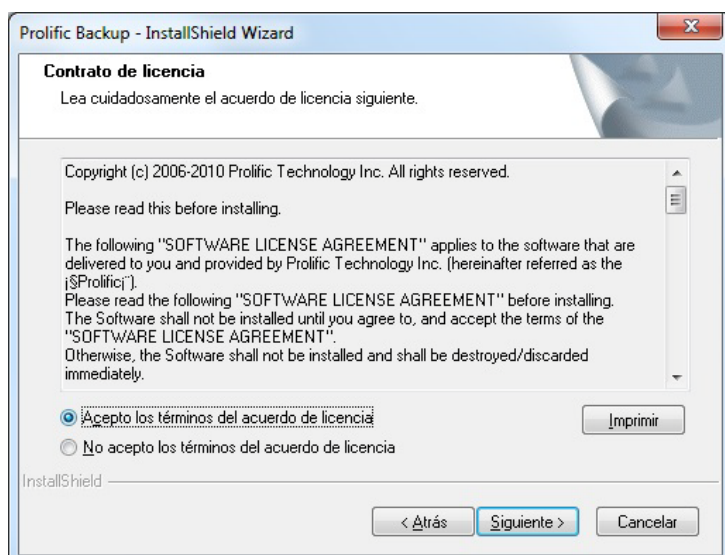 Prolific Backup - InstallShield Wizard
Contrato de licencia
Lea cuidadosamente el acuerdo de licencia siguiente.
Copyright (c) 2006-2010 Prolific Technology Inc. All rights reserved.
Please read this before installing.
The following "SOFTWARE LICENSE AGREEMENT" applies to the software that are
delivered to you and provided by Prolific Technology Inc. (hereinafter referred as the
¡§Prolific¡¨).
Please read the following "SOFTWARE LICENSE AGREEMENT" before installing.
The Software shall not be installed until you agree to, and accept the terms of the
"SOFTWARE LICENSE AGREEMENT".
Otherwise, the Software shall not be installed and shall be destroyed/discarded
immediately.
Acepto los términos del acuerdo de licencia
Imprimir
No acepto los términos del acuerdo de licencia
InstallShield
< Atrás
Siguiente >
Cancelar